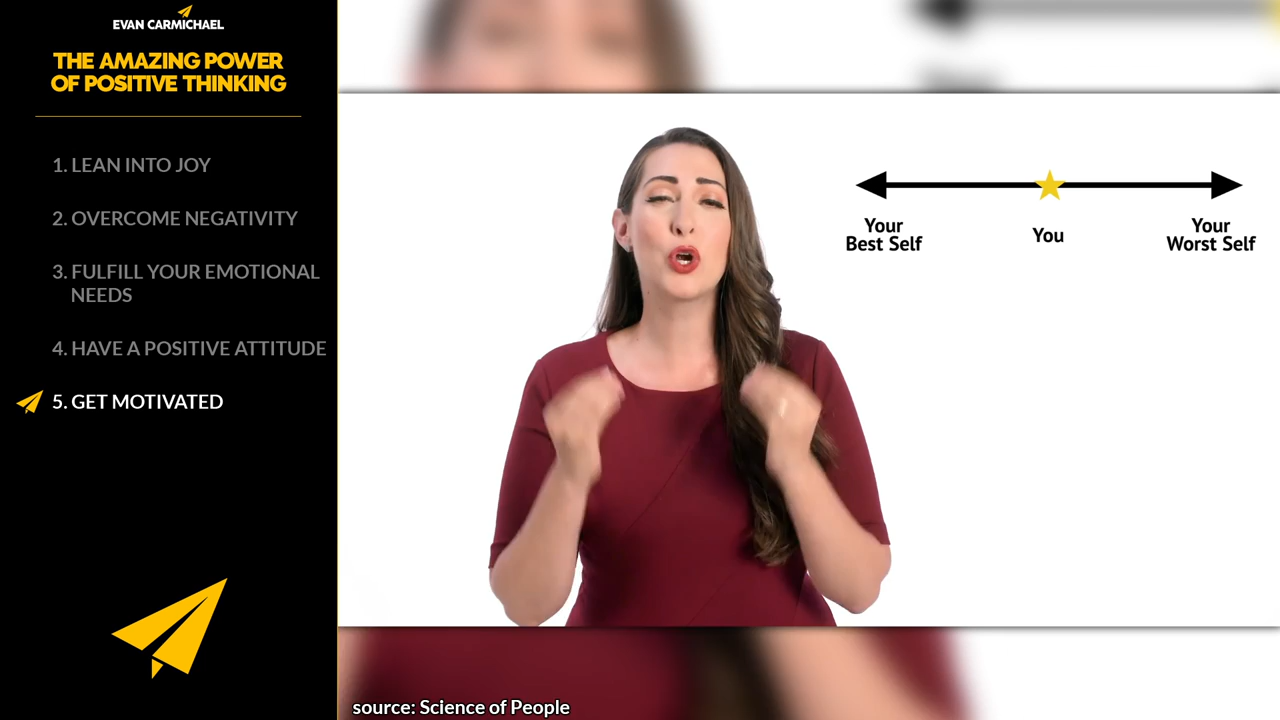 EVAN CARMICHAEL
THE AMAZING POWER
OF POSITIVE THINKING
1. LEAN INTO JOY
2. OVERCOME NEGATIVITY
3. FULFILL YOUR EMOTIONAL
NEEDS
4. HAVE A POSITIVE ATTITUDE
5. GET MOTIVATED
Your
Best Self
You
Your
Worst Self
source: Science of People